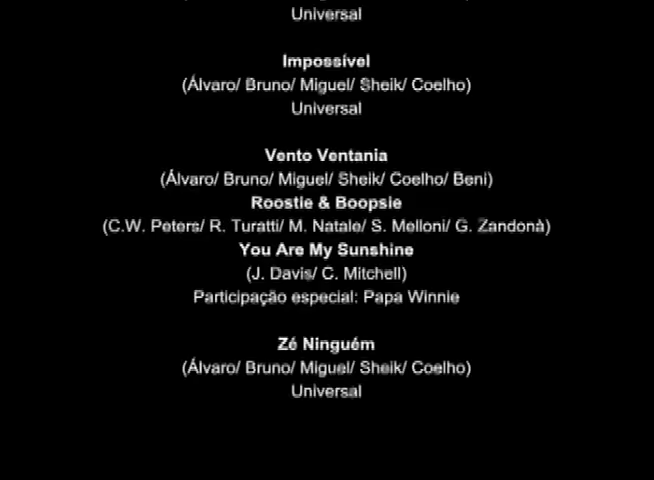 Universal
Impossível
(Álvaro/ Bruno/ Miguel/ Sheik/ Coelho)
Universal
Vento Ventania
(Álvaro/ Bruno/ Miguel/ Sheik/ Coelho/ Beni)
Roostie & Boopsie
(C.W. Peters/ R. Turatti/ M. Natale/ S. Melloni/ G. Zandonà)
You Are My Sunshine
(J. Davis/ C. Mitchell)
Participação especial: Papa Winnie
Zé Ninguém
(Álvaro/ Bruno/ Miguel/ Sheik/ Coelho)
Universal